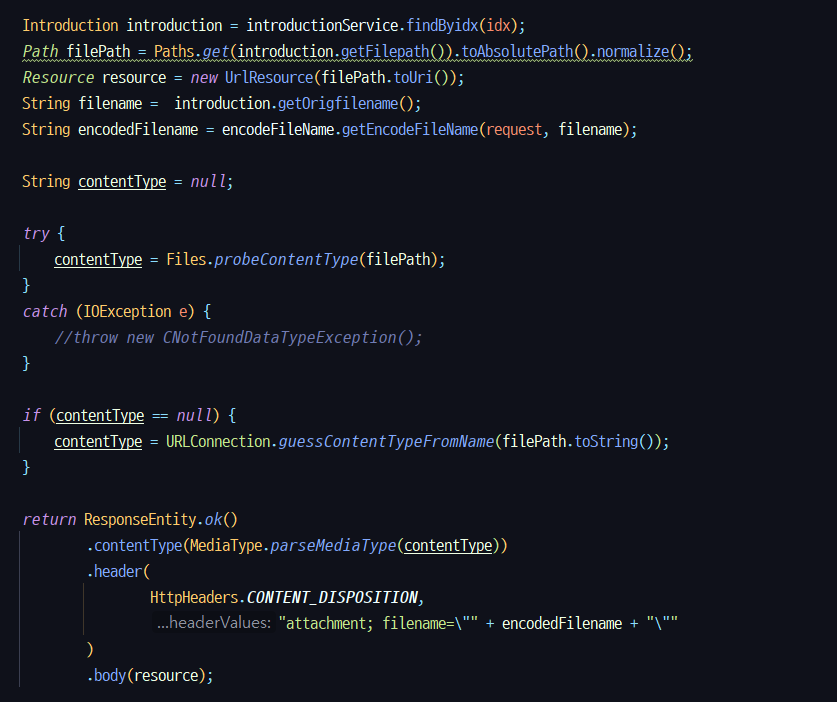 Introduction introduction = introductionService.findByidx(idx);
Path filePath = Paths.get(introduction.getFilepath()).toAbsolutePath().normalize();
Resource resource = new UrlResource(filePath.toUri());
String filename =  introduction.getOrigfilename();
String encodedFilename = encodeFileName.getEncodeFileName(request, filename);
String contentType = null;
try {
contentType = Files.probeContentType(filePath);
}
catch (IOException e) {
//throw new CNotFoundDataTypeException();
}
if (contentType == null) {
contentType = URLConnection.guessContentTypeFromName(filePath.toString());
}
return ResponseEntity.ok()
.contentType(MediaType.parseMediaType(contentType))
.header(
HttpHeaders.CONTENT_DISPOSITION,
...headerValues: "attachment; filename=\"" + encodedFilename + "\""
)
.body(resource);